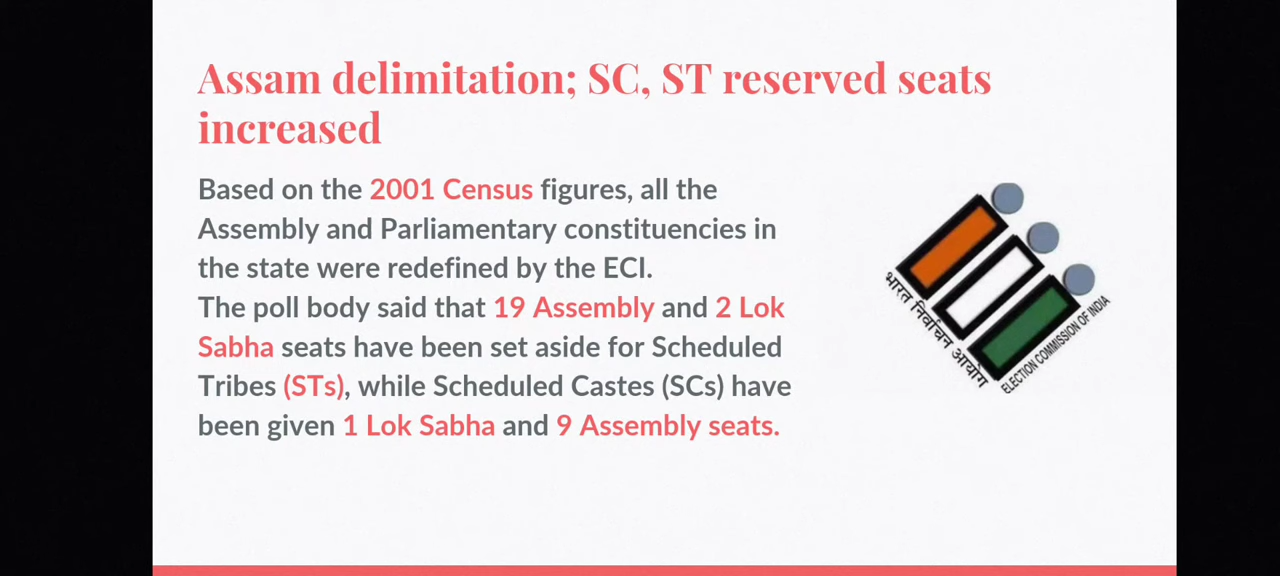 Assam delimitation; SC, ST reserved seats
increased
Based on the 2001 Census figures, all the
Assembly and Parliamentary constituencies in
the state were redefined by the ECI.
The poll body said that 19 Assembly and 2 Lok
Sabha seats have been set aside for Scheduled
Tribes (STs), while Scheduled Castes (SCs) have
been given 1 Lok Sabha and 9 Assembly seats.
भारत निर्वाचन आयोग
ELECTION COMMISSION OF INDIA